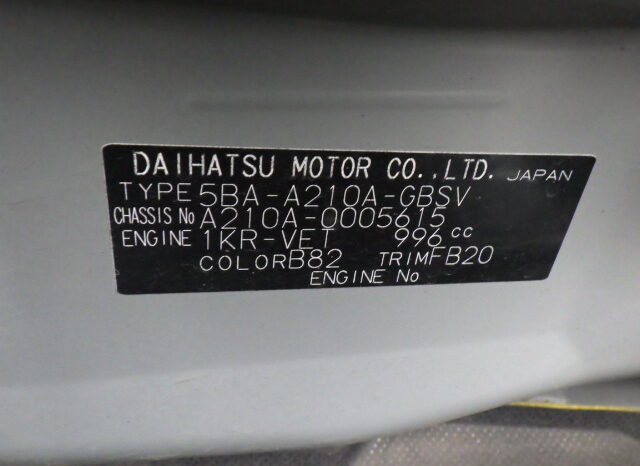 DAIHATSU MOTOR CO.,LTD. JAPAN
TYPE 5BA-A210A-GBSV
CHASSIS No A210A-0005615
ENGINE 1KR-VET 996 cc
COLOR B82 TRIM FB20
ENGINE No